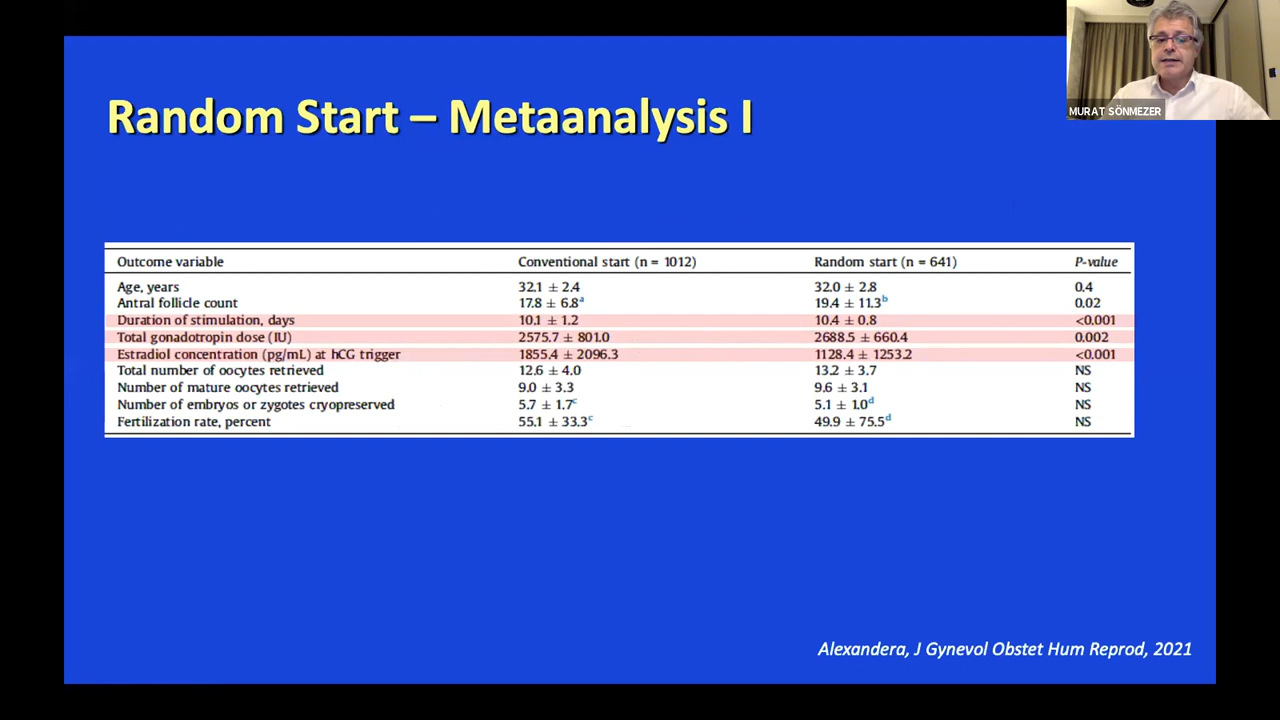 MURAT SÖNMEZER
Random Start – Metaanalysis I
Outcome variable Conventional start (n = 1012) Random start (n = 641) P-value
Age, years 32.1 ± 2.4 32.0 ± 2.8 0.4
Antral follicle count 17.8 ± 6.8a 19.4 ± 11.3b 0.02
Duration of stimulation, days 10.1 ± 1.2 10.4 ± 0.8 <0.001
Total gonadotropin dose (IU) 2575.7 ± 801.0 2688.5 ± 660.4 0.002
Estradiol concentration (pg/mL) at hCG trigger 1855.4 ± 2096.3 1128.4 ± 1253.2 <0.001
Total number of oocytes retrieved 12.6 ± 4.0 13.2 ± 3.7 NS
Number of mature oocytes retrieved 9.0 ± 3.3 9.6 ± 3.1 NS
Number of embryos or zygotes cryopreserved 5.7 ± 1.7c 5.1 ± 1.0d NS
Fertilization rate, percent 55.1 ± 33.3c 49.9 ± 75.5d NS
Alexandera, J Gynevol Obstet Hum Reprod, 2021